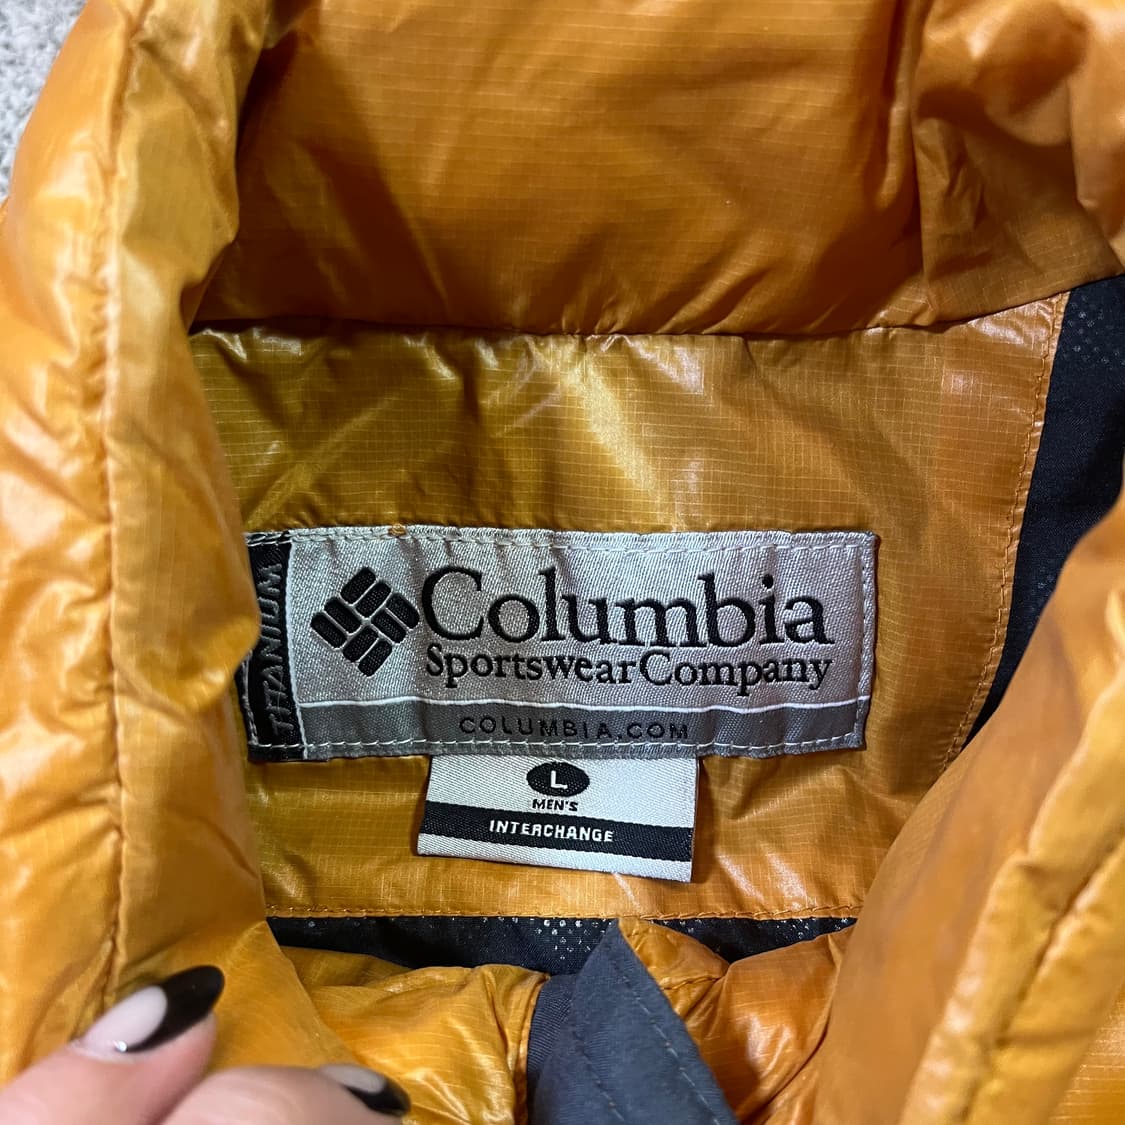 TITANIUM
Columbia
Sportswear Company
COLUMBIA.COM
L
MEN'S
INTERCHANGE